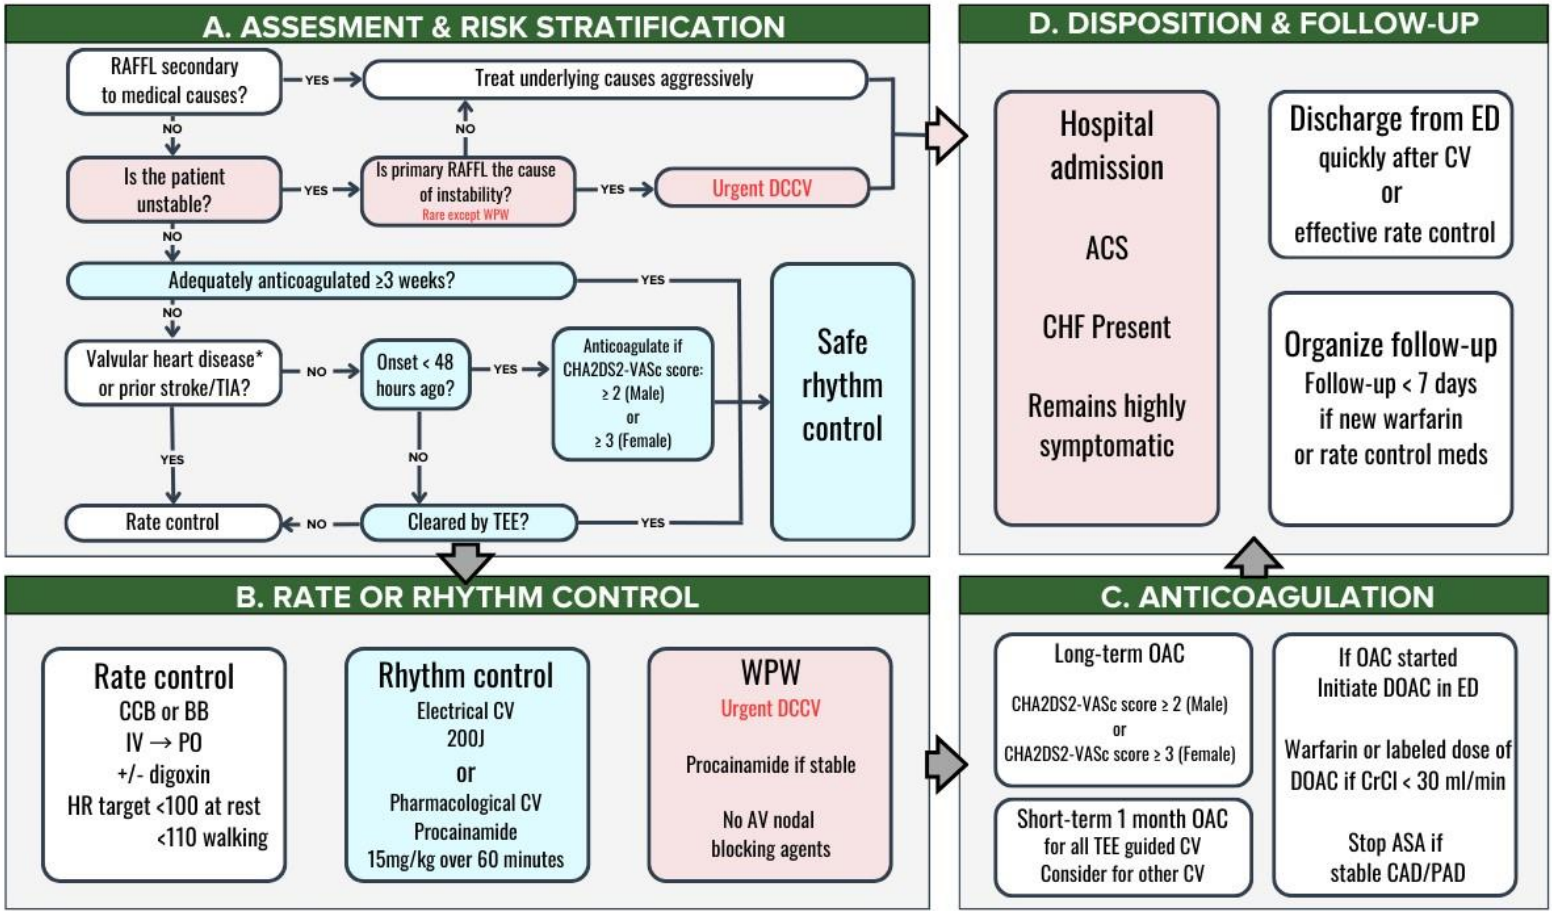 A. ASSESMENT & RISK STRATIFICATION
RAFFL secondary
to medical causes?
YES
Treat underlying causes aggressively
NO
NO
Is the patient
unstable?
YES
Is primary RAFFL the cause
of instability?
Rare except WPW
YES
Urgent DCCV
NO
Adequately anticoagulated ≥3 weeks?
YES
NO
Valvular heart disease*
or prior stroke/TIA?
NO
Onset < 48
hours ago?
YES
Anticoagulate if
CHA2DS2-VASc score:
≥ 2 (Male)
or
≥ 3 (Female)
Safe
rhythm
control
YES
NO
Rate control
NO
Cleared by TEE?
YES
B. RATE OR RHYTHM CONTROL
Rate control
CCB or BB
IV → PO
+/- digoxin
HR target <100 at rest
<110 walking
Rhythm control
Electrical CV
200J
or
Pharmacological CV
Procainamide
15mg/kg over 60 minutes
WPW
Urgent DCCV
Procainamide if stable
No AV nodal
blocking agents
C. ANTICOAGULATION
Long-term OAC
CHA2DS2-VASc score ≥ 2 (Male)
or
CHA2DS2-VASc score ≥ 3 (Female)
Short-term 1 month OAC
for all TEE guided CV
Consider for other CV
If OAC started
Initiate DOAC in ED
Warfarin or labeled dose of
DOAC if CrCl < 30 ml/min
Stop ASA if
stable CAD/PAD
D. DISPOSITION & FOLLOW-UP
Hospital
admission
ACS
CHF Present
Remains highly
symptomatic
Discharge from ED
quickly after CV
or
effective rate control
Organize follow-up
Follow-up < 7 days
if new warfarin
or rate control meds